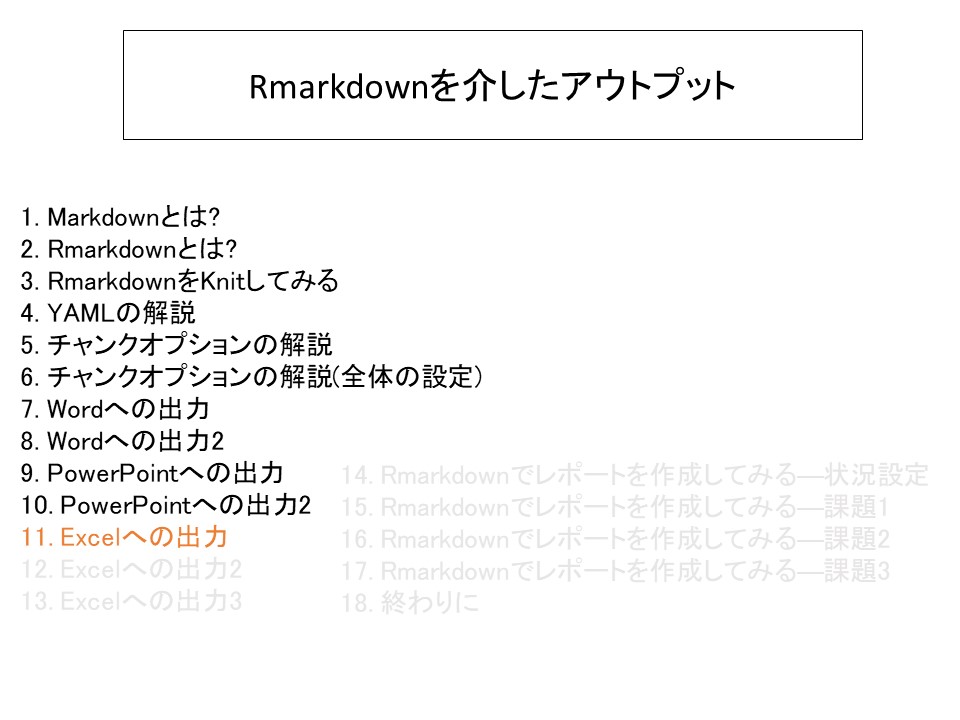 Rmarkdownを介したアウトプット
1. Markdownとは?
2. Rmarkdownとは?
3. RmarkdownをKnitしてみる
4. YAMLの解説
5. チャンクオプションの解説
6. チャンクオプションの解説(全体の設定)
7. Wordへの出力
8. Wordへの出力2
9. PowerPointへの出力
10. PowerPointへの出力2
11. Excelへの出力
12. Excelへの出力2
13. Excelへの出力3
14. Rmarkdownでレポートを作成してみる―状況設定
15. Rmarkdownでレポートを作成してみる―課題1
16. Rmarkdownでレポートを作成してみる―課題2
17. Rmarkdownでレポートを作成してみる―課題3
18. 終わりに